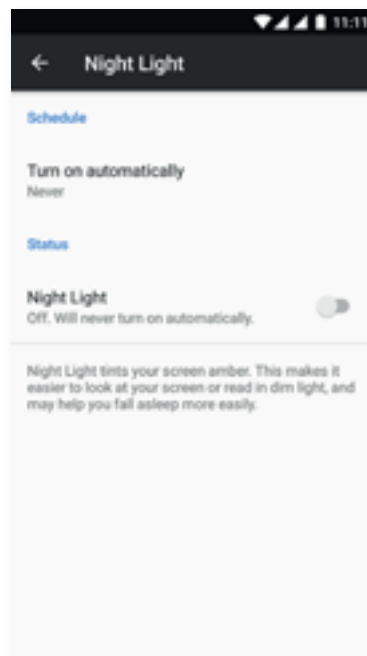 11:11
Night Light
Schedule
Turn on automatically
Never
Status
Night Light
Off. Will never turn on automatically.
Night Light tints your screen amber. This makes it
easier to look at your screen or read in dim light, and
may help you fall asleep more easily.